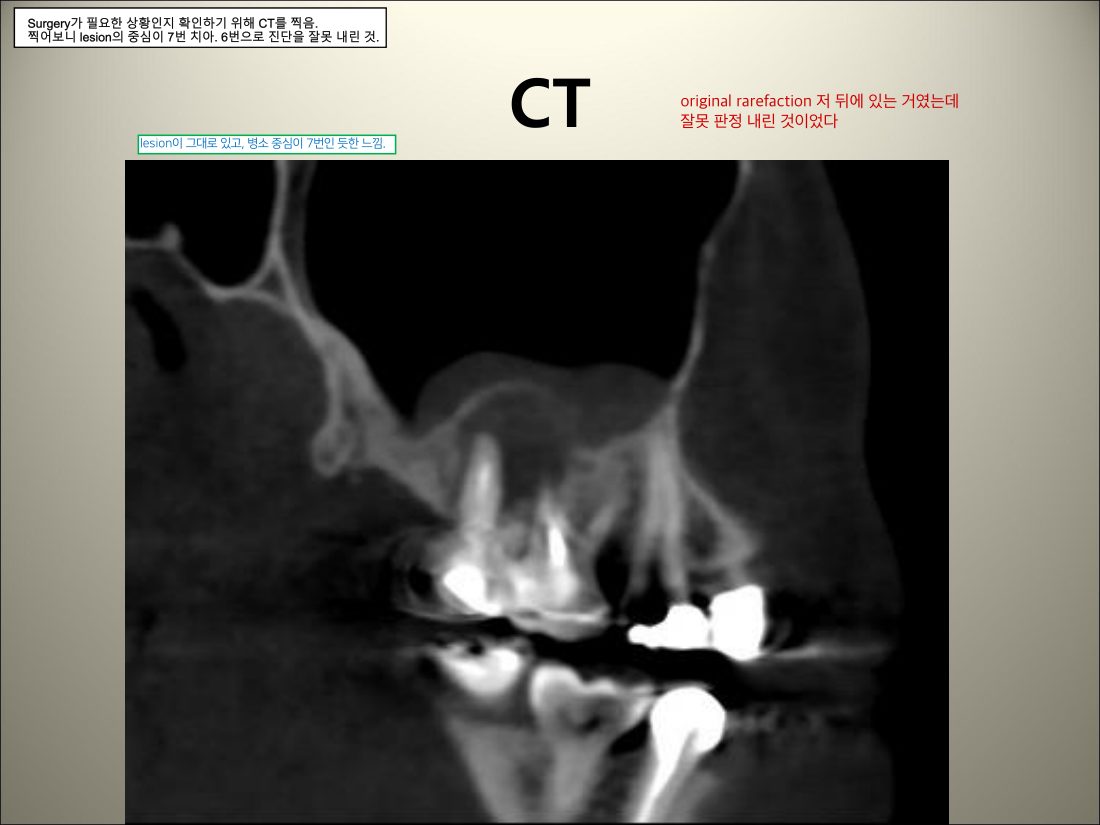 Surgery가 필요한 상황인지 확인하기 위해 CT를 찍음.
찍어보니 lesion의 중심이 7번 치아. 6번으로 진단을 잘못 내린 것.
CT
original rarefaction 저 뒤에 있는 거였는데
잘못 판정 내린 것이었다
lesion이 그대로 있고, 병소 중심이 7번인 듯한 느낌.